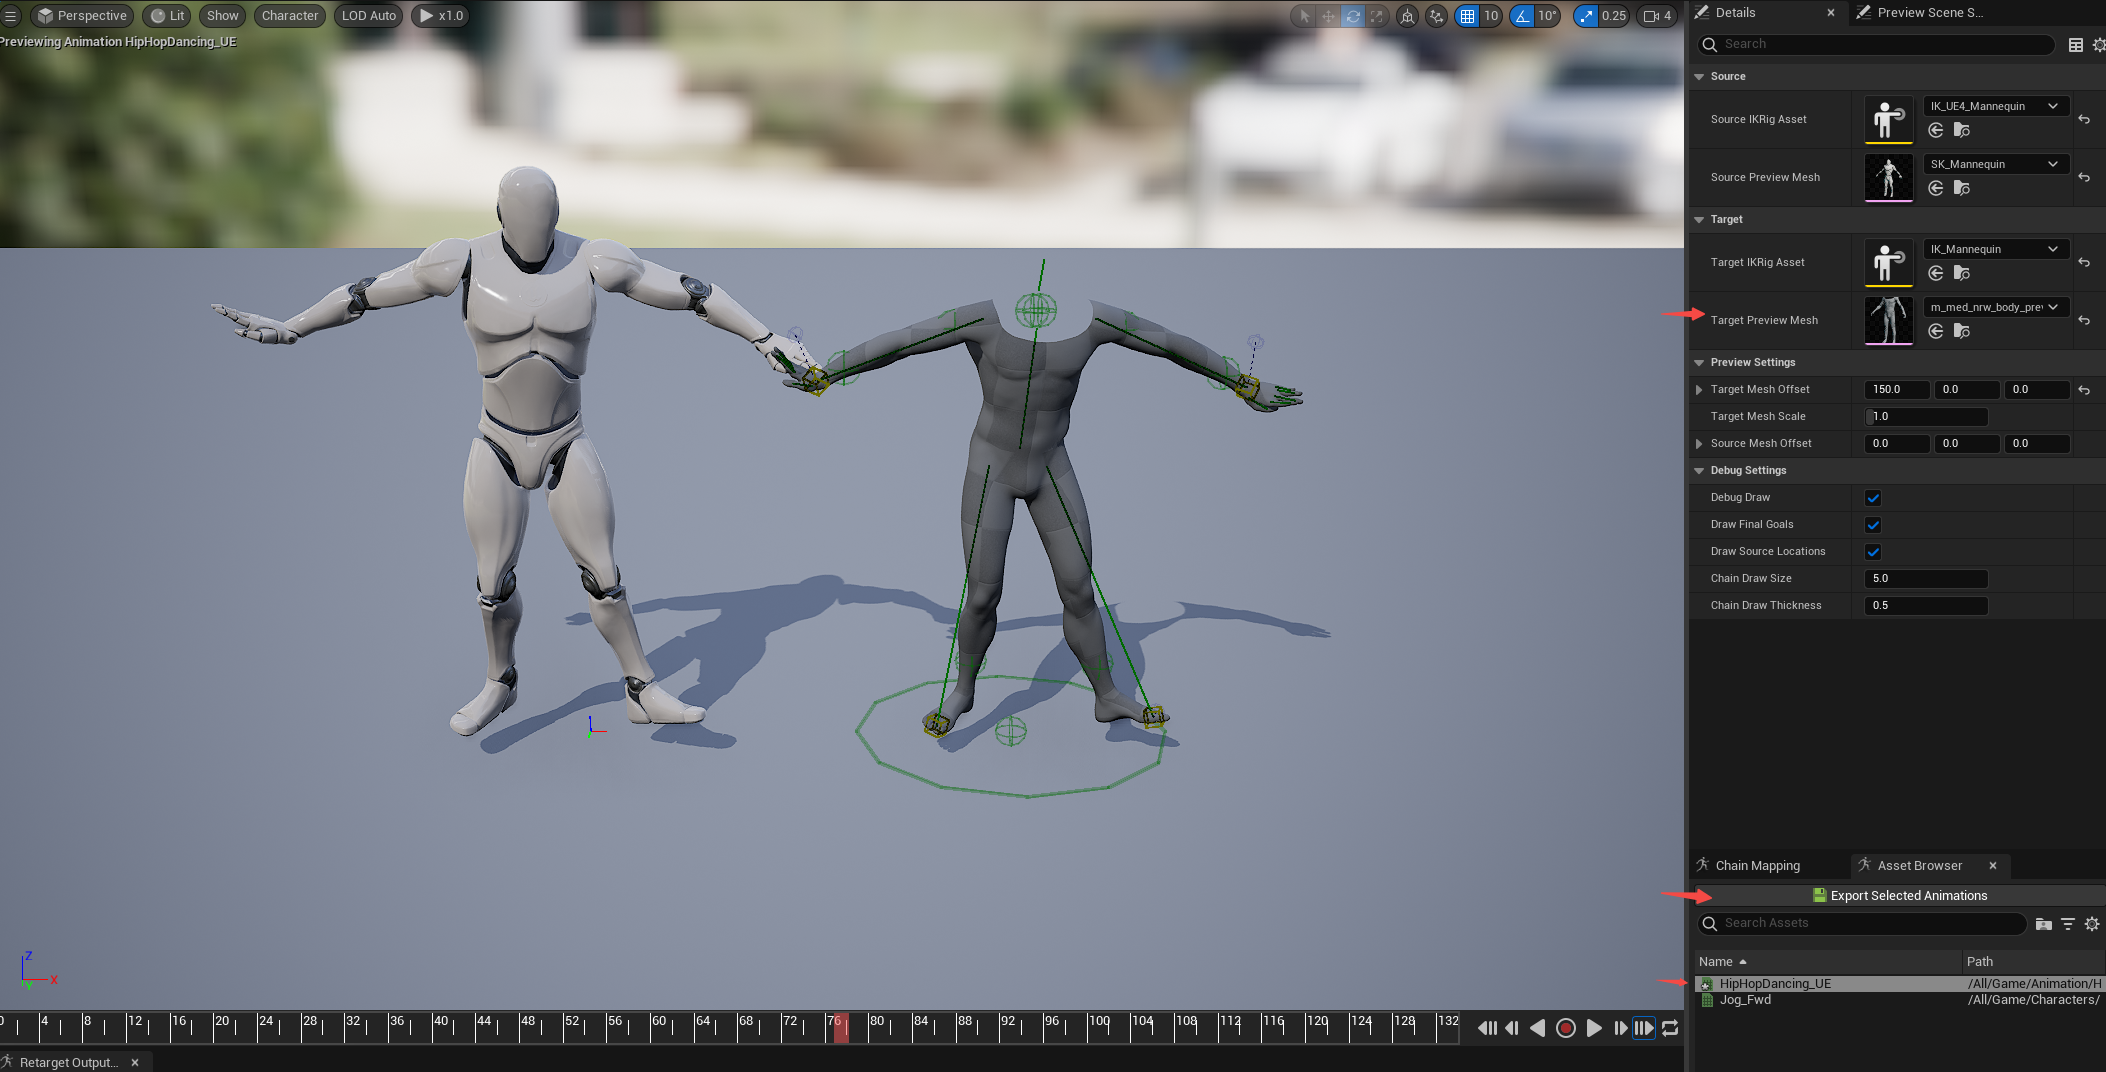 Perspective
Lit
Show
Character
LOD Auto
x1.0
10
10°
0.25
4
Previewing Animation HipHopDancing_UE
Details
Preview Scene S...
Search
Source
Source IKRig Asset
IK_UE4_Mannequin
Source Preview Mesh
SK_Mannequin
Target
Target IKRig Asset
IK_Mannequin
Target Preview Mesh
m_med_nrw_body_prev
Preview Settings
Target Mesh Offset
150.0
0.0
0.0
Target Mesh Scale
1.0
Source Mesh Offset
0.0
0.0
0.0
Debug Settings
Debug Draw
Draw Final Goals
Draw Source Locations
Chain Draw Size
5.0
Chain Draw Thickness
0.5
Chain Mapping
Asset Browser
Export Selected Animations
Search Assets
Name
Path
HipHopDancing_UE
/All/Game/Animation/H
Jog_Fwd
/All/Game/Characters/
Z
X
Y
0 4 8 12 16 20 24 28 32 36 40 44 48 52 56 60 64 68 72 76 80 84 88 92 96 100 104 108 112 116 120 124 128 132
Retarget Output...